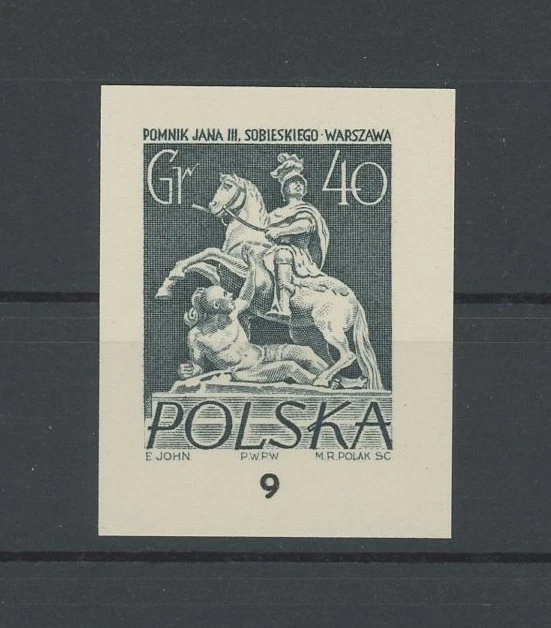 POMNIK JANA III, SOBIESKIEGO · WARSZAWA
Gr 40
POLSKA
E. JOHN P.W.P.W M.R. POLAK SC
9